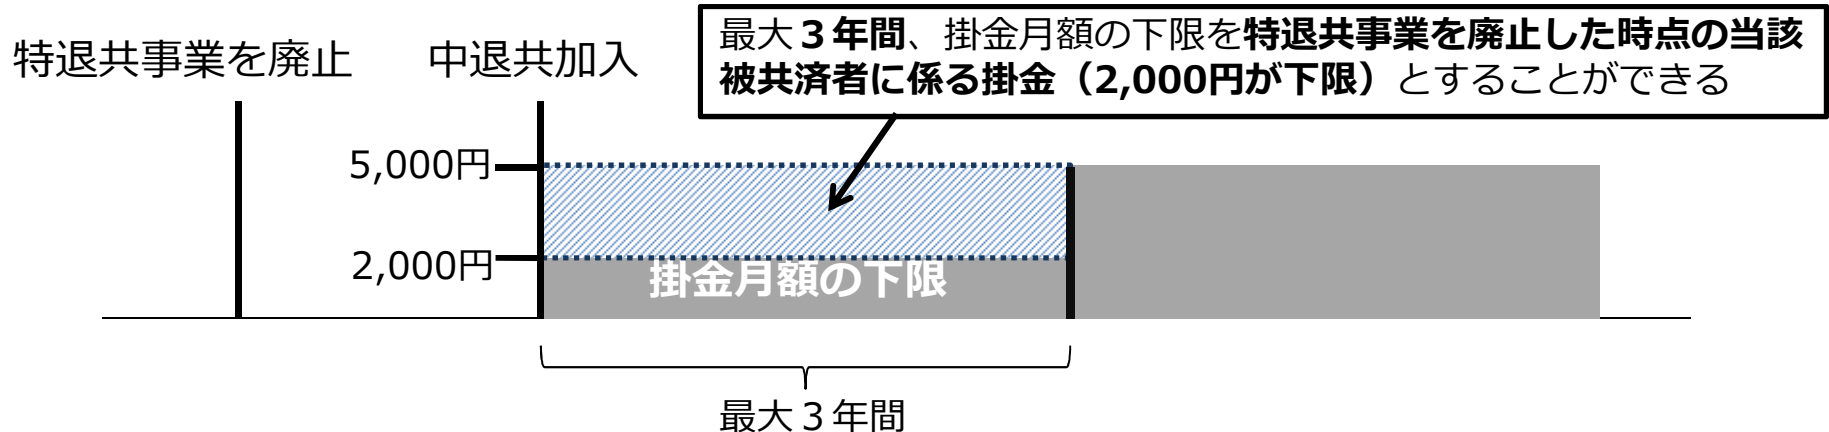 最大３年間、掛金月額の下限を特退共事業を廃止した時点の当該
被共済者に係る掛金（2,000円が下限）とすることができる
特退共事業を廃止
中退共加入
5,000円
2,000円
掛金月額の下限
最大３年間